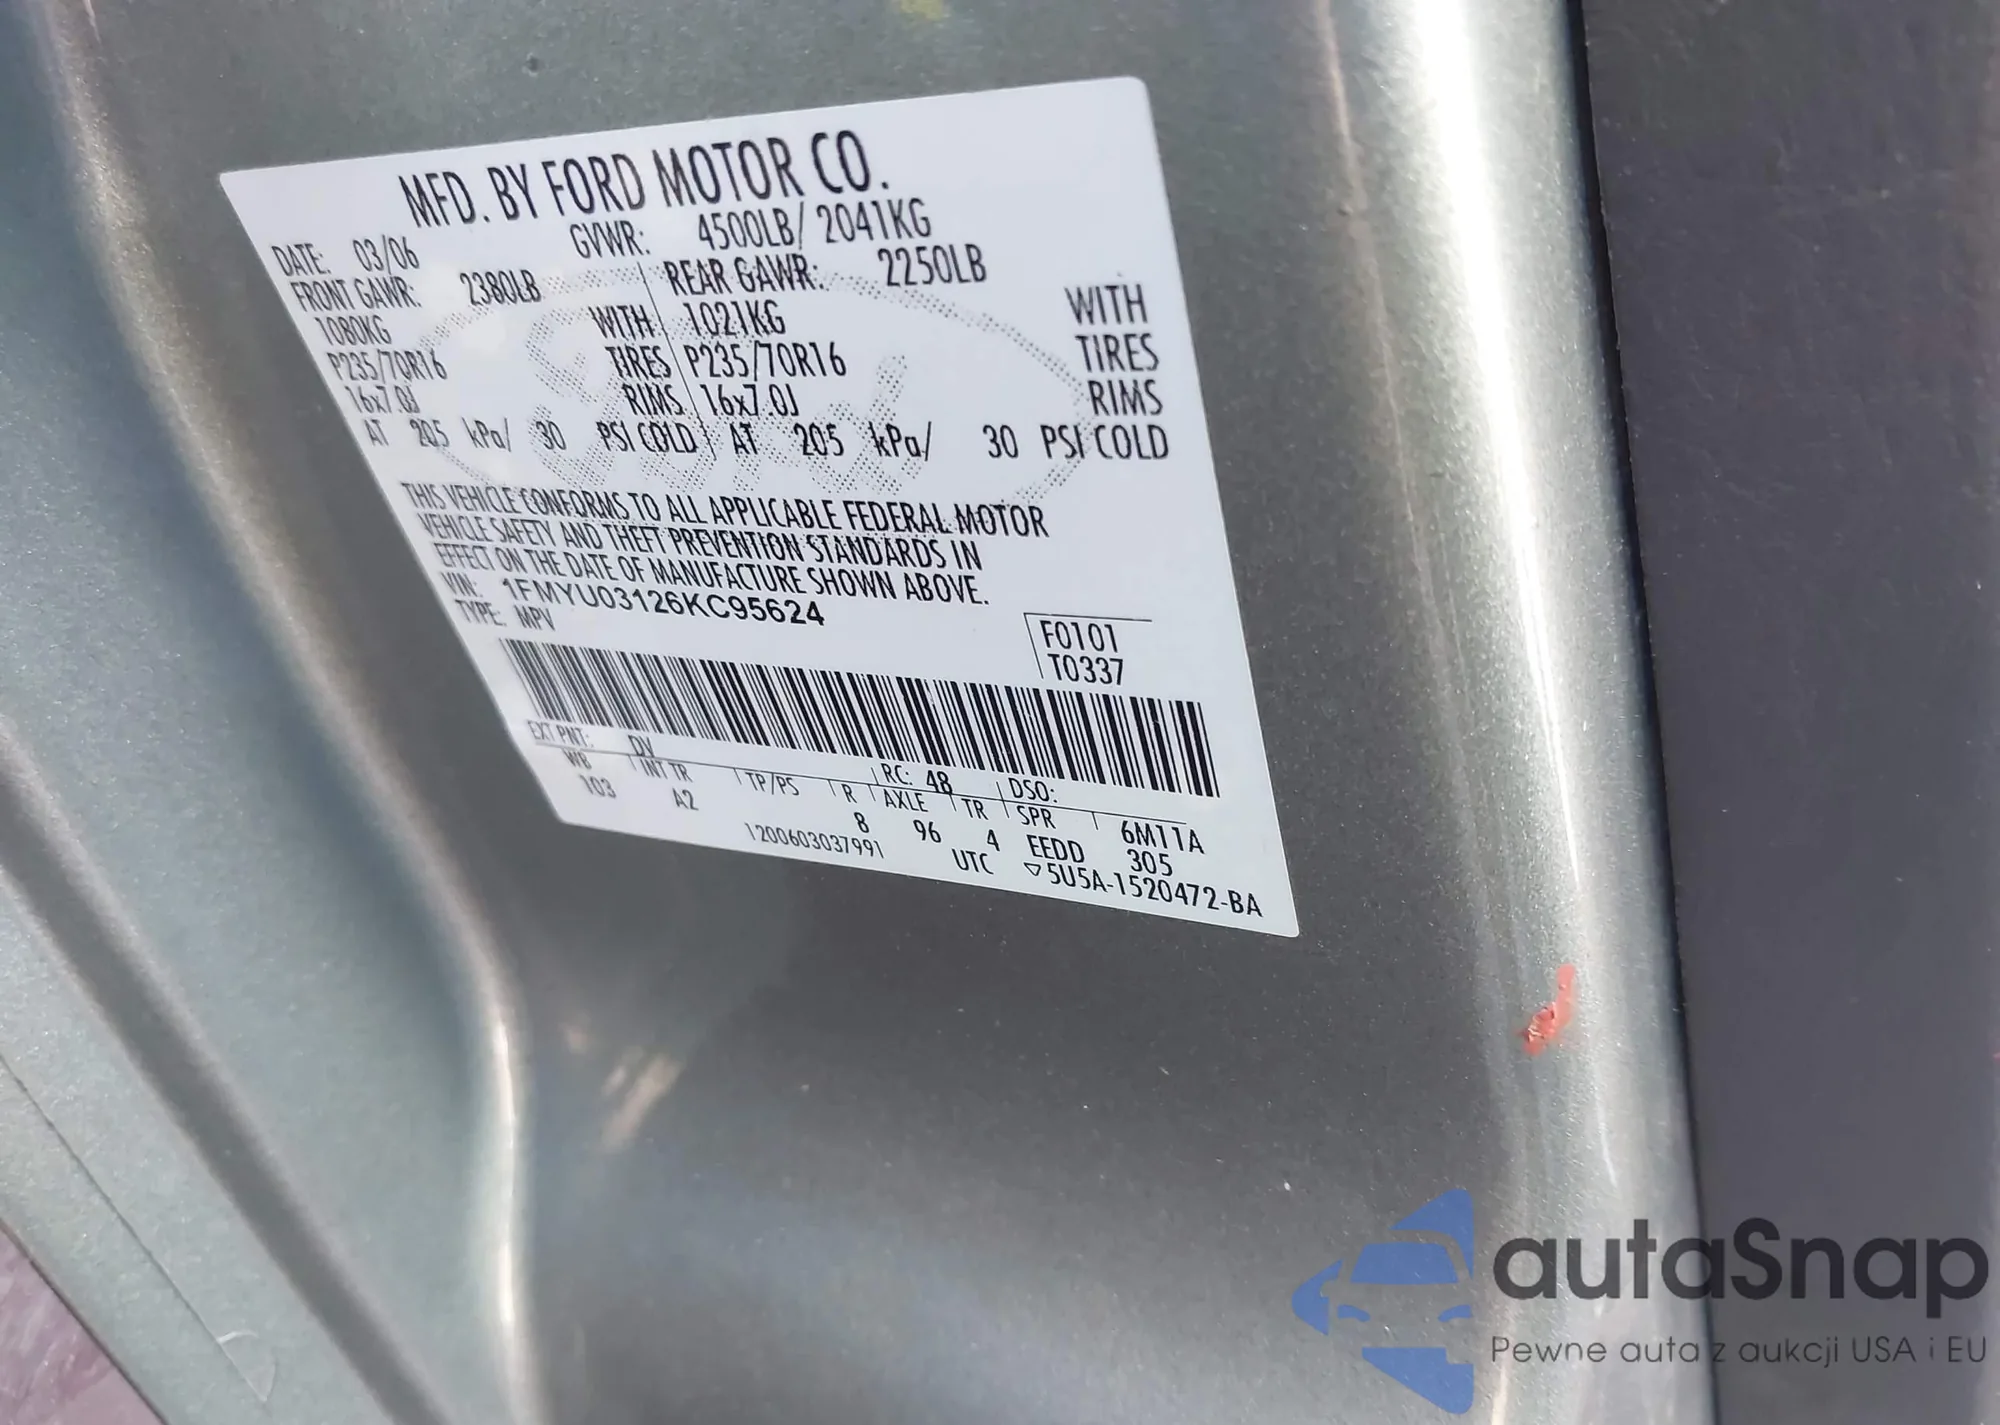 MFD. BY FORD MOTOR CO.
DATE: 03/06 GVWR: 4500LB/ 2041KG
FRONT GAWR: 2380LB REAR GAWR: 2250LB
1080KG WITH 1021KG WITH
P235/70R16 TIRES P235/70R16 TIRES
16x7.0J RIMS 16x7.0J RIMS
AT 205 kPa/ 30 PSI COLD AT 205 kPa/ 30 PSI COLD
THIS VEHICLE CONFORMS TO ALL APPLICABLE FEDERAL MOTOR
VEHICLE SAFETY AND THEFT PREVENTION STANDARDS IN
EFFECT ON THE DATE OF MANUFACTURE SHOWN ABOVE.
VIN: 1FMYU03126KC95624
TYPE: MPV
F0101
T0337
EXT PNT: DV RC: 48 DSO:
WB INT TR TP/PS R AXLE TR SPR 6M11A
103 A2 8 96 4 EEDD 305
1200603037991 UTC ▽5U5A-1520472-BA
Ford
autaSnap
Pewne auta z aukcji USA i EU